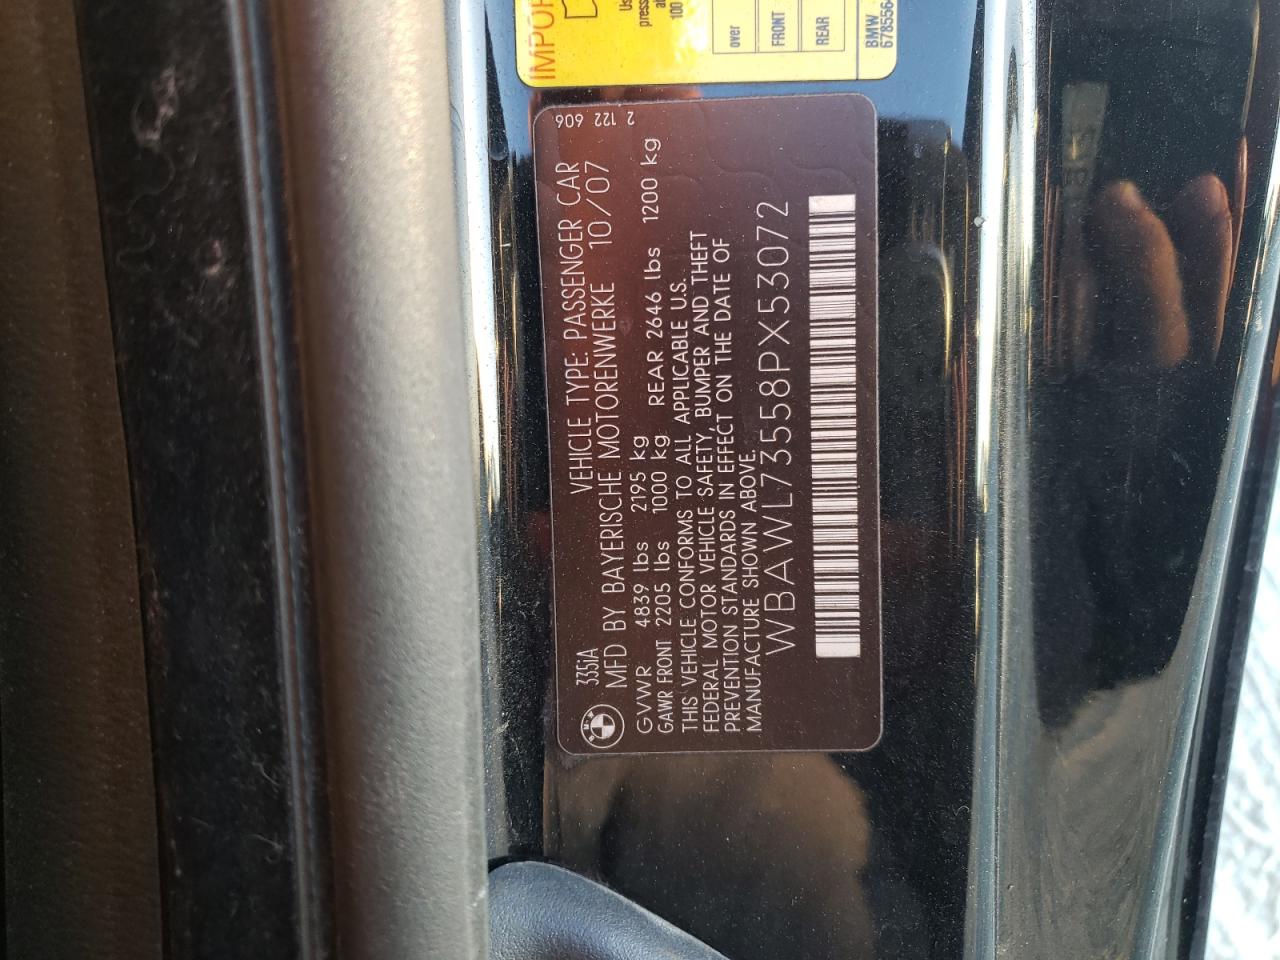 IMPOR
over
FRONT
REAR
BMW
678556
2 122 606
335iA VEHICLE TYPE: PASSENGER CAR
MFD BY BAYERISCHE MOTORENWERKE 10/07
GVWR 4839 lbs 2195 kg
GAWR FRONT 2205 lbs 1000 kg REAR 2646 lbs 1200 kg
THIS VEHICLE CONFORMS TO ALL APPLICABLE U.S.
FEDERAL MOTOR VEHICLE SAFETY, BUMPER AND THEFT
PREVENTION STANDARDS IN EFFECT ON THE DATE OF
MANUFACTURE SHOWN ABOVE.
WBAWL73558PX53072